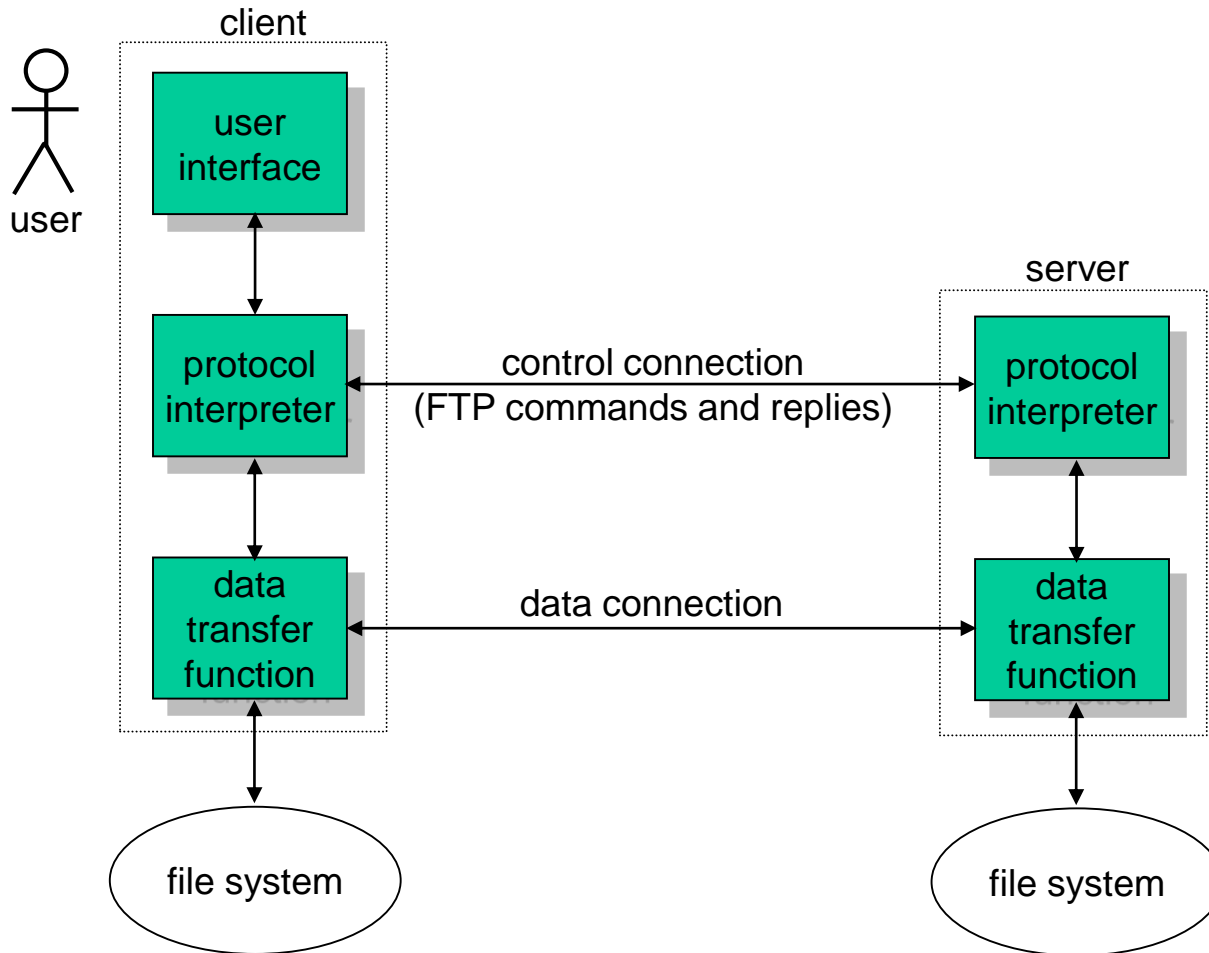 client
user
interface
user
server
protocol
interpreter
control connection
(FTP commands and replies)
protocol
interpreter
data
transfer
function
data connection
data
transfer
function
file system
file system